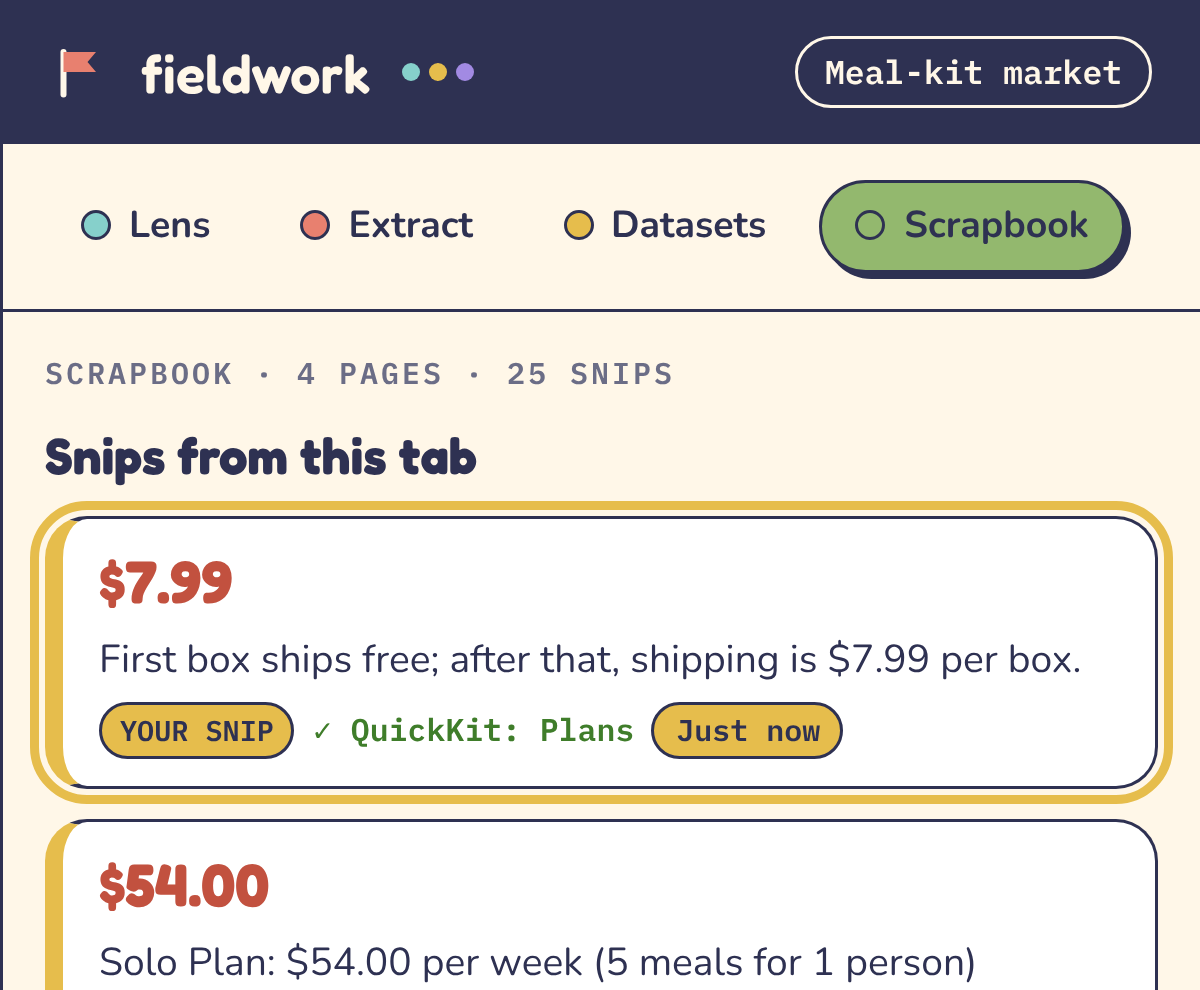 fieldwork
Meal-kit market
Lens
Extract
Datasets
Scrapbook
SCRAPBOOK · 4 PAGES · 25 SNIPS
Snips from this tab
$7.99
First box ships free; after that, shipping is $7.99 per box.
YOUR SNIP ✓ QuickKit: Plans Just now
$54.00
Solo Plan: $54.00 per week (5 meals for 1 person)